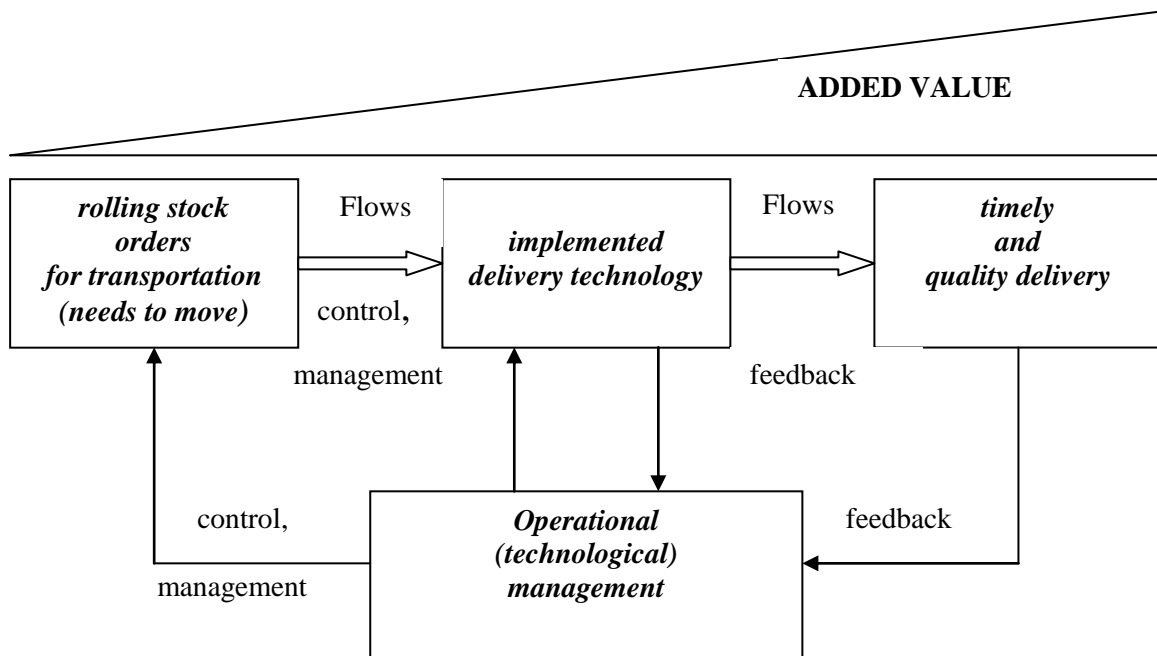 ADDED VALUE
rolling stock
orders
for transportation
(needs to move)
Flows
control,
management
implemented
delivery technology
Flows
feedback
timely
and
quality delivery
control,
management
Operational
(technological)
management
feedback